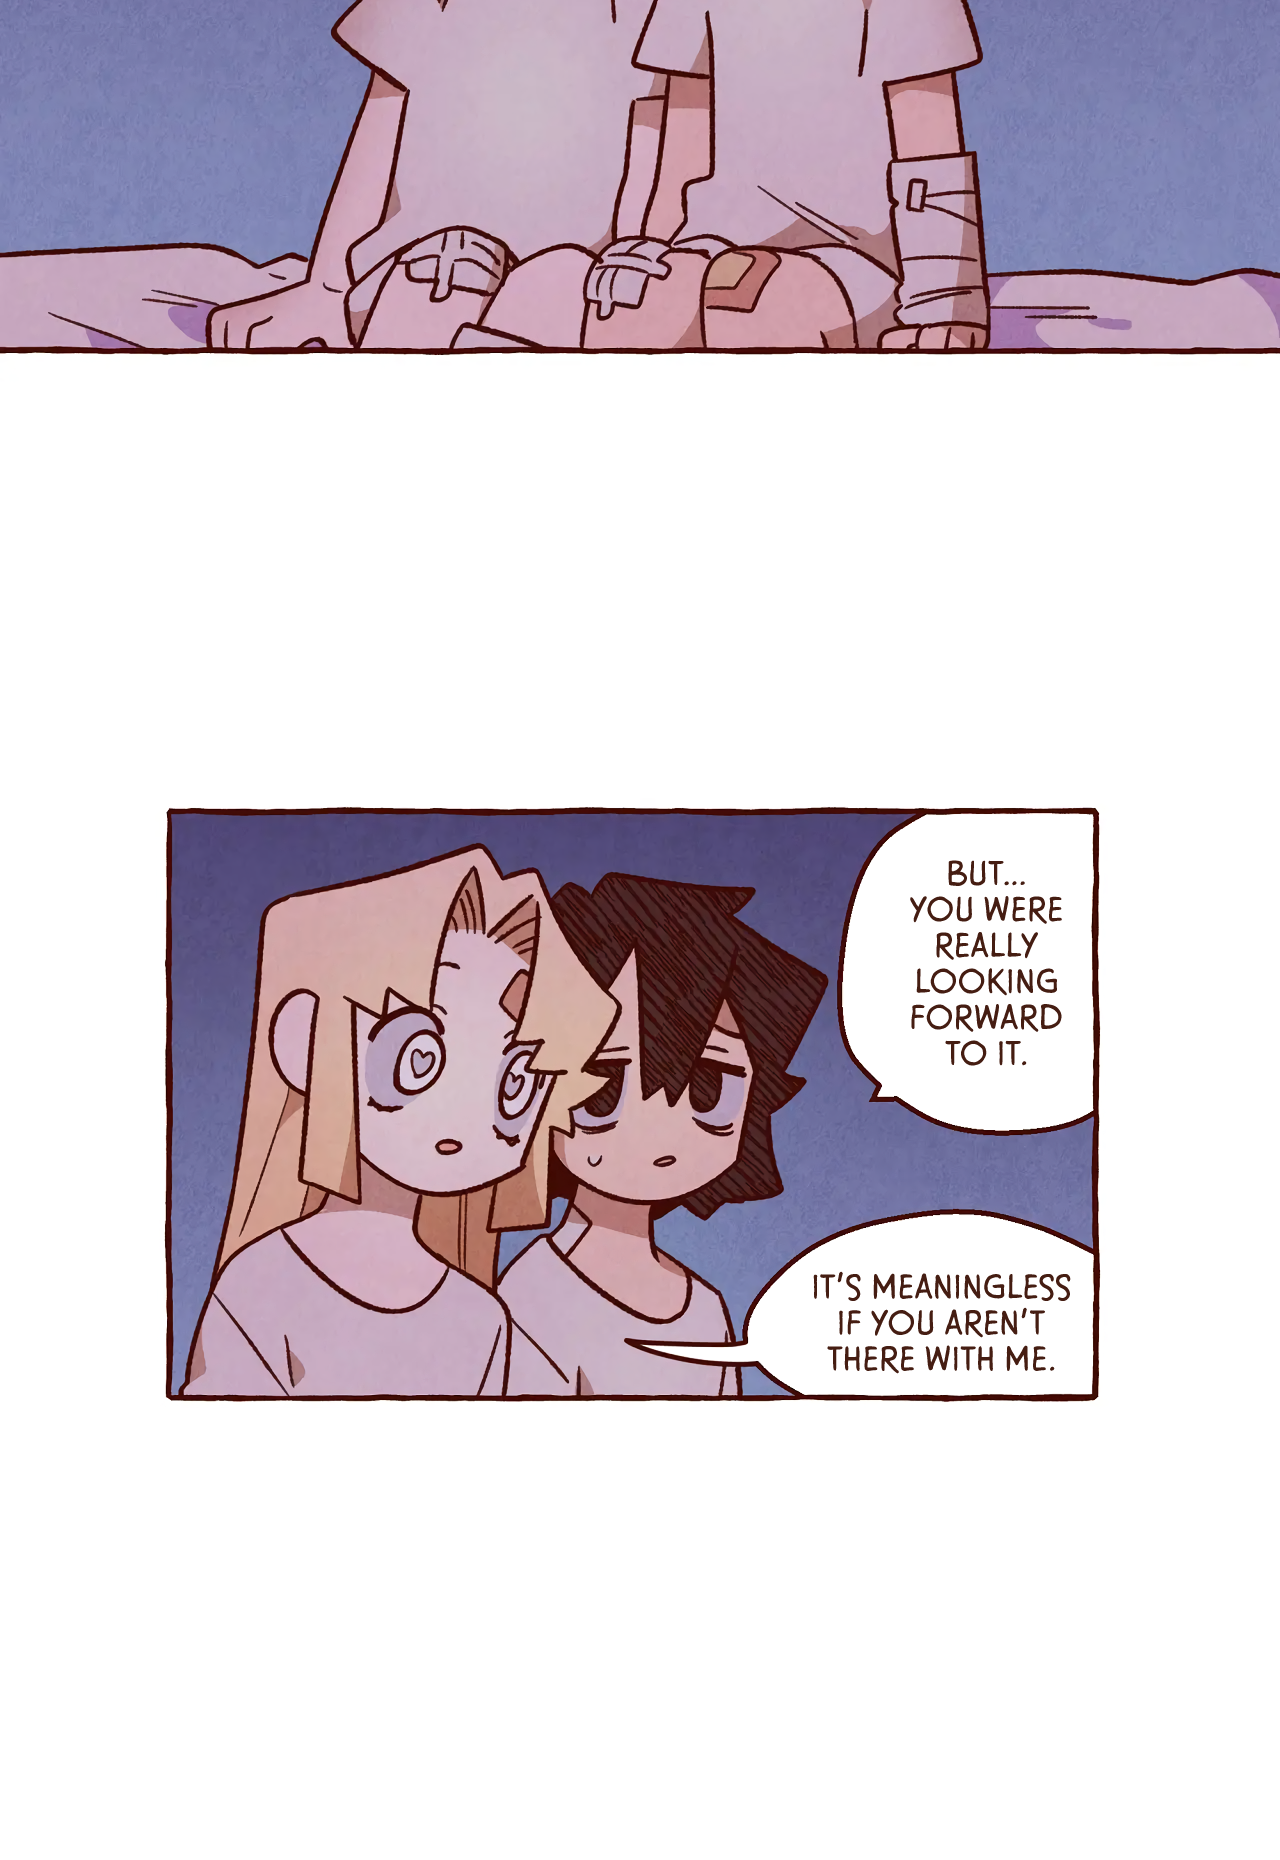 BUT...
YOU WERE
REALLY
LOOKING
FORWARD
TO IT.
IT'S MEANINGLESS
IF YOU AREN'T
THERE WITH ME.